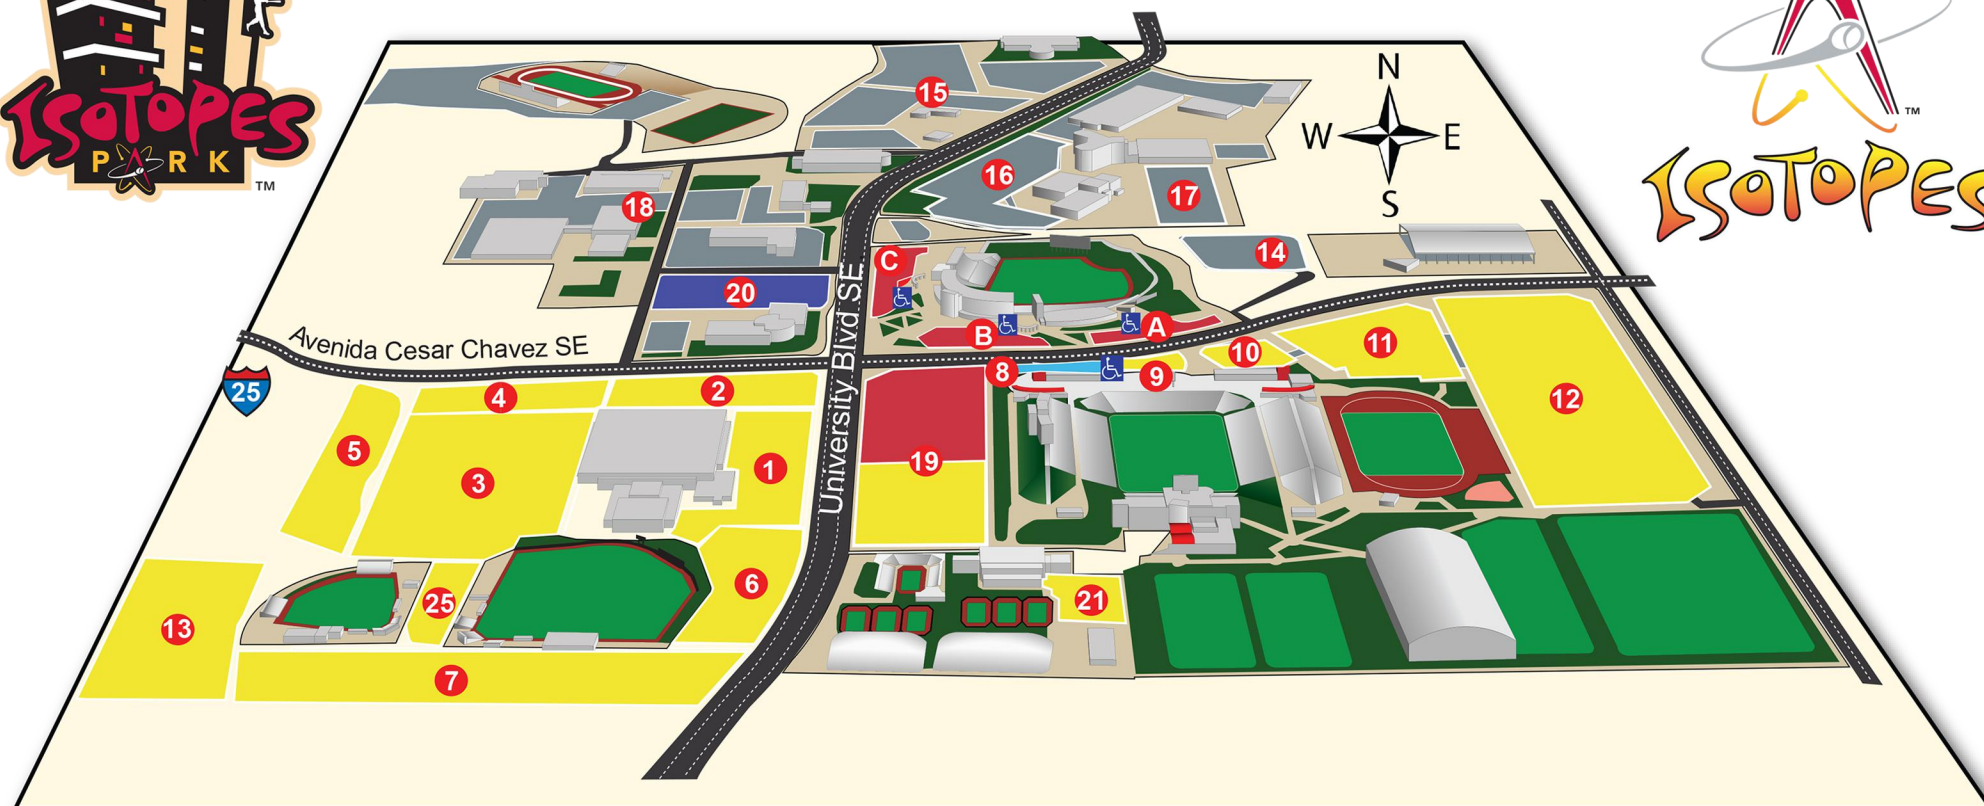 ISOTOPES
PARK
TM
N
W E
S
TM
ISOTOPES
15
16
17
18
14
C
20
B
A
Avenida Cesar Chavez SE
University Blvd SE
25
8
9
10
11
12
4
2
5
3
1
19
6
25
21
13
7